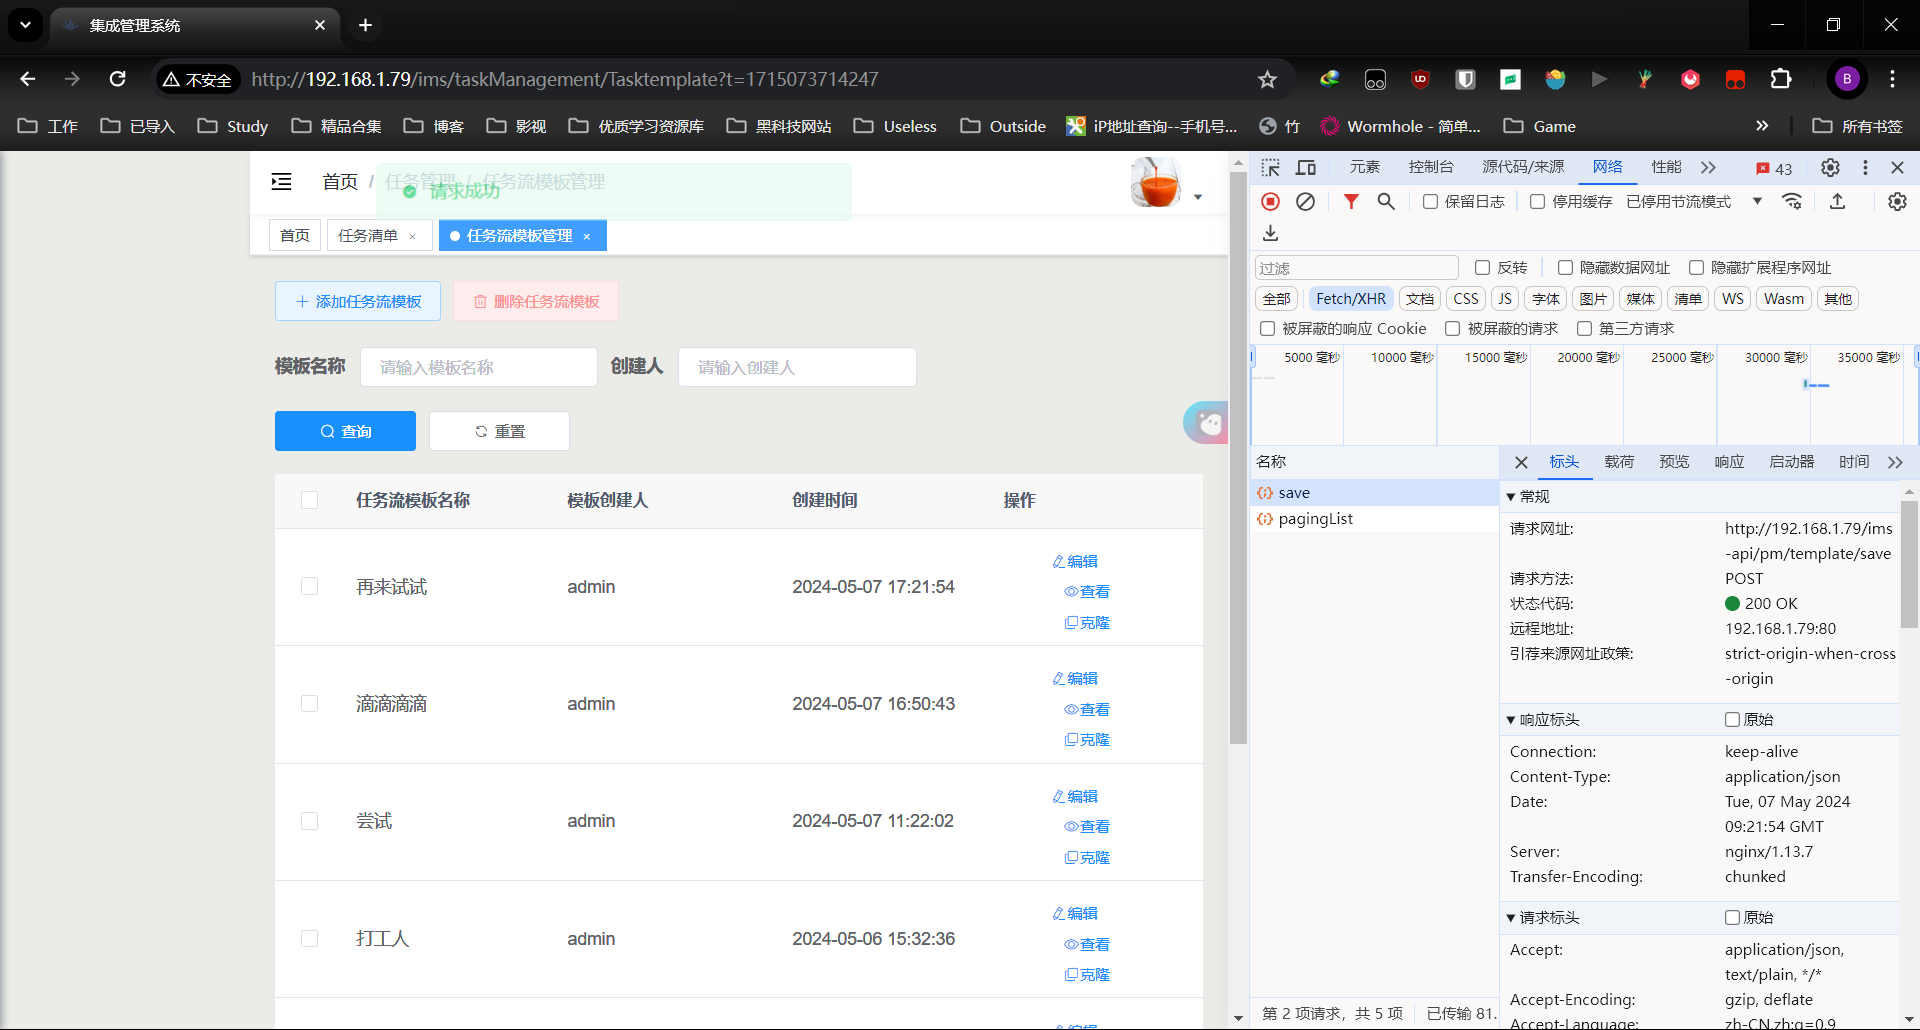 集成管理系统
不安全
http://192.168.1.79/ims/taskManagement/Tasktemplate?t=1715073714247
B
工作
已导入
Study
精品合集
博客
影视
优质学习资源库
黑科技网站
Useless
Outside
iP地址查询--手机号...
竹
Wormhole - 简单...
Game
所有书签
首页 / 任务管理 / 任务流模板管理
请求成功
首页
任务清单 ×
任务流模板管理 ×
添加任务流模板
删除任务流模板
模板名称
请输入模板名称
创建人
请输入创建人
查询
重置
任务流模板名称 模板创建人 创建时间 操作
再来试试 admin 2024-05-07 17:21:54
编辑
查看
克隆
滴滴滴滴 admin 2024-05-07 16:50:43
编辑
查看
克隆
尝试 admin 2024-05-07 11:22:02
编辑
查看
克隆
打工人 admin 2024-05-06 15:32:36
编辑
查看
克隆
元素
控制台
源代码/来源
网络
性能
43
保留日志
停用缓存
已停用节流模式
过滤
反转
隐藏数据网址
隐藏扩展程序网址
全部
Fetch/XHR
文档
CSS
JS
字体
图片
媒体
清单
WS
Wasm
其他
被屏蔽的响应 Cookie
被屏蔽的请求
第三方请求
5000 毫秒
10000 毫秒
15000 毫秒
20000 毫秒
25000 毫秒
30000 毫秒
35000 毫秒
名称
save
pagingList
标头
载荷
预览
响应
启动器
时间
常规
请求网址: http://192.168.1.79/ims
-api/pm/template/save
请求方法: POST
状态代码: 200 OK
远程地址: 192.168.1.79:80
引荐来源网址政策: strict-origin-when-cross
-origin
响应标头
原始
Connection: keep-alive
Content-Type: application/json
Date: Tue, 07 May 2024
09:21:54 GMT
Server: nginx/1.13.7
Transfer-Encoding: chunked
请求标头
原始
Accept: application/json,
text/plain, */*
Accept-Encoding: gzip, deflate
Accept-Language: zh-CN,zh;q=0.9
第 2 项请求，共 5 项
已传输 81.